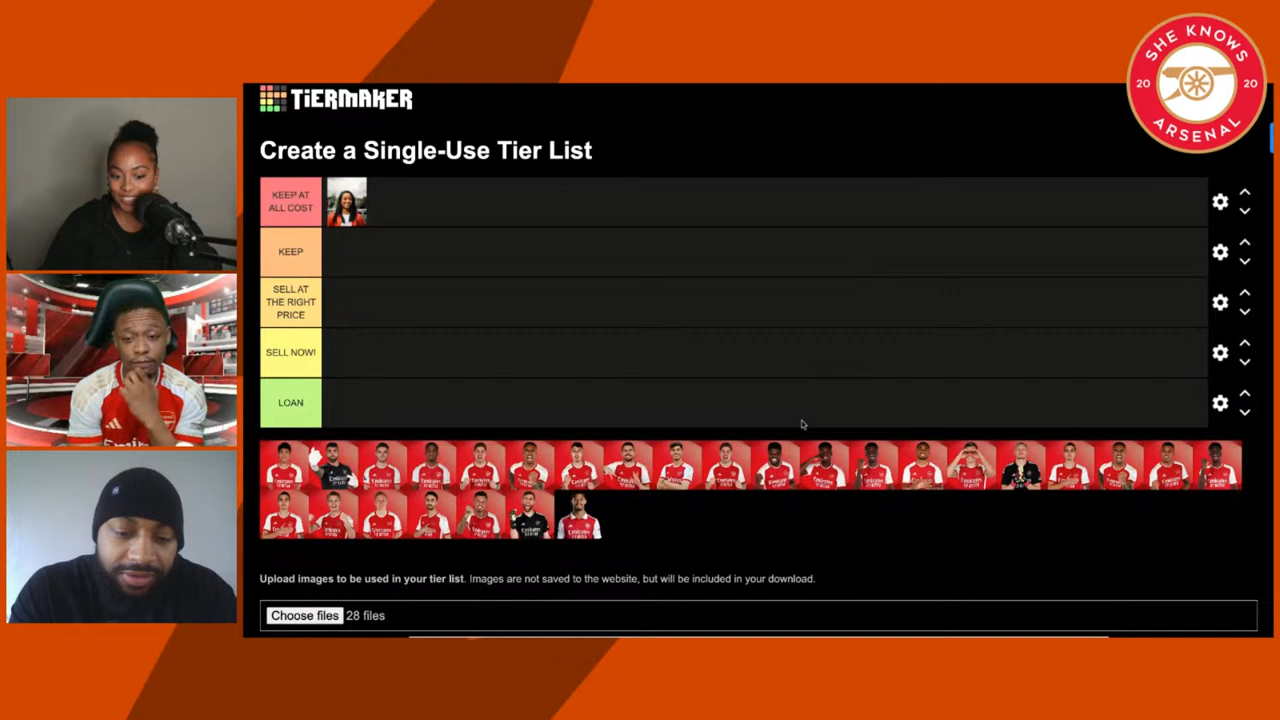 SHE KNOWS
20 20
ARSENAL
TiERMAKER
Create a Single-Use Tier List
KEEP AT
ALL COST
KEEP
SELL AT
THE RIGHT
PRICE
SELL NOW!
LOAN
Upload images to be used in your tier list. Images are not saved to the website, but will be included in your download.
Choose files 28 files